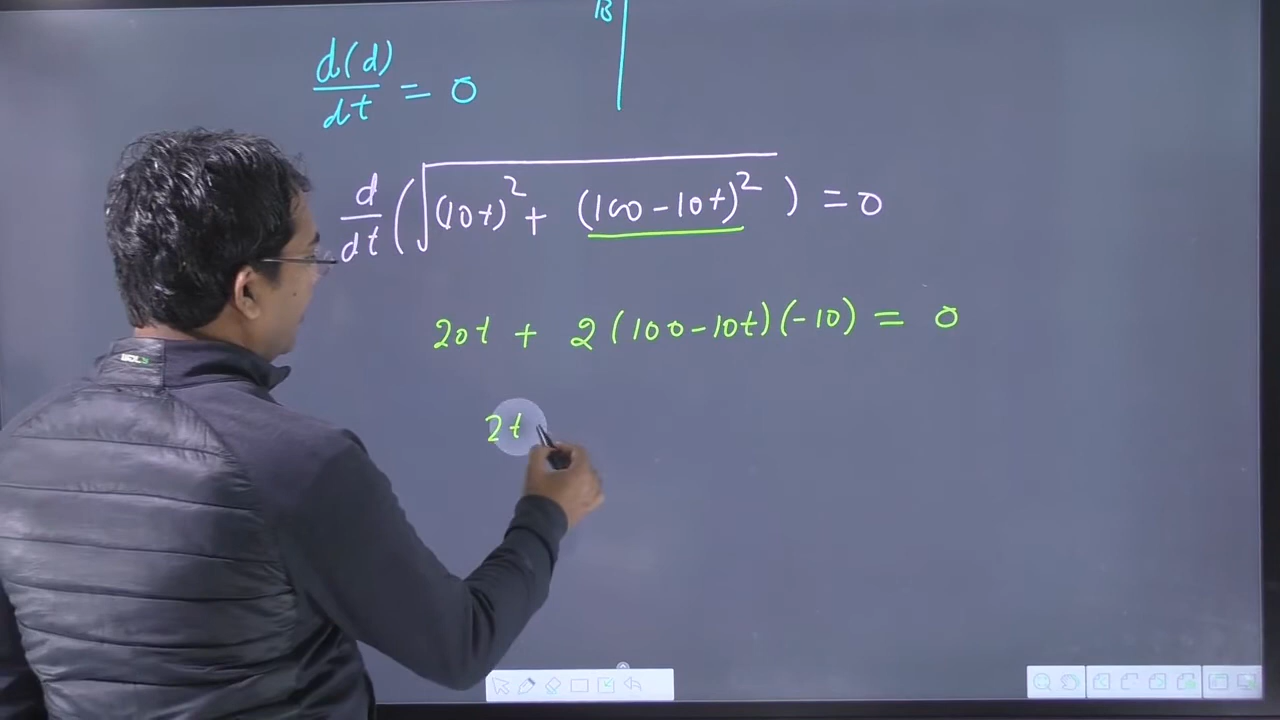 B
d(d)/dt = 0
d/dt (√((10t)² + (100-10t)²)) = 0
20t + 2(100-10t)(-10) = 0
2t